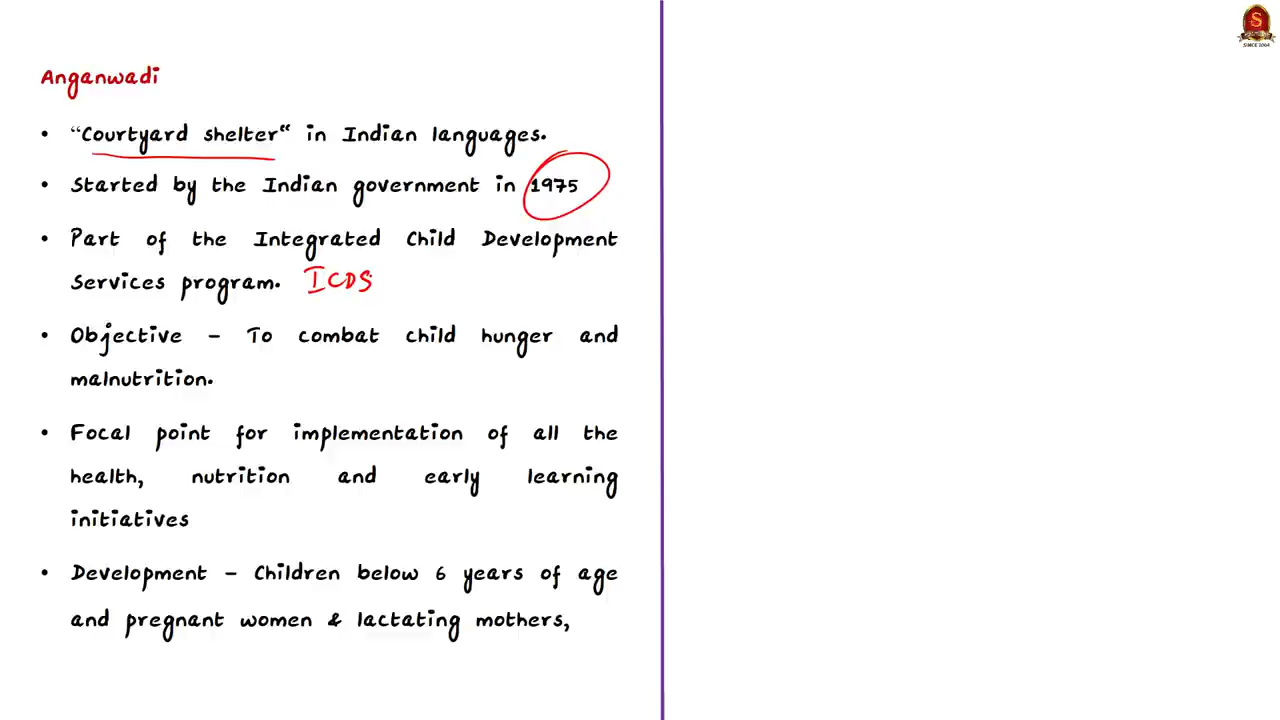 Anganwadi
• "Courtyard shelter" in Indian languages.
• Started by the Indian government in 1975
• Part of the Integrated Child Development
Services program. ICDS
• Objective - To combat child hunger and
malnutrition.
• Focal point for implementation of all the
health, nutrition and early learning
initiatives
• Development - Children below 6 years of age
and pregnant women & lactating mothers,
S
SINCE 2004